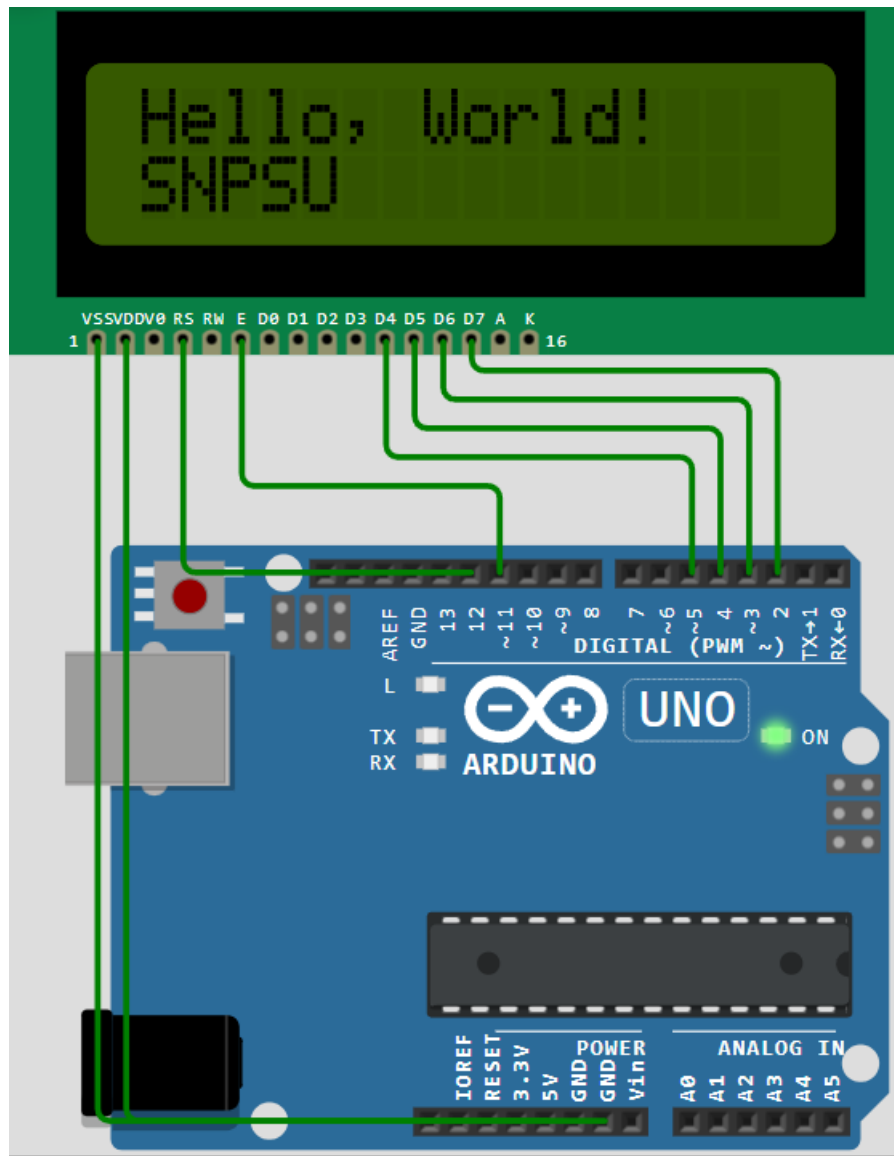 Hello, World!
SNPSU
VSS VDD V0 RS RW E D0 D1 D2 D3 D4 D5 D6 D7 A K
1 16
AREF GND 13 12 ~11 ~10 ~9 8 7 ~6 ~5 4 ~3 2 TX→1 RX←0
DIGITAL (PWM ~)
L
TX
RX
ARDUINO
UNO
ON
IOREF RESET 3.3V 5V GND GND Vin
POWER
ANALOG IN
A0 A1 A2 A3 A4 A5